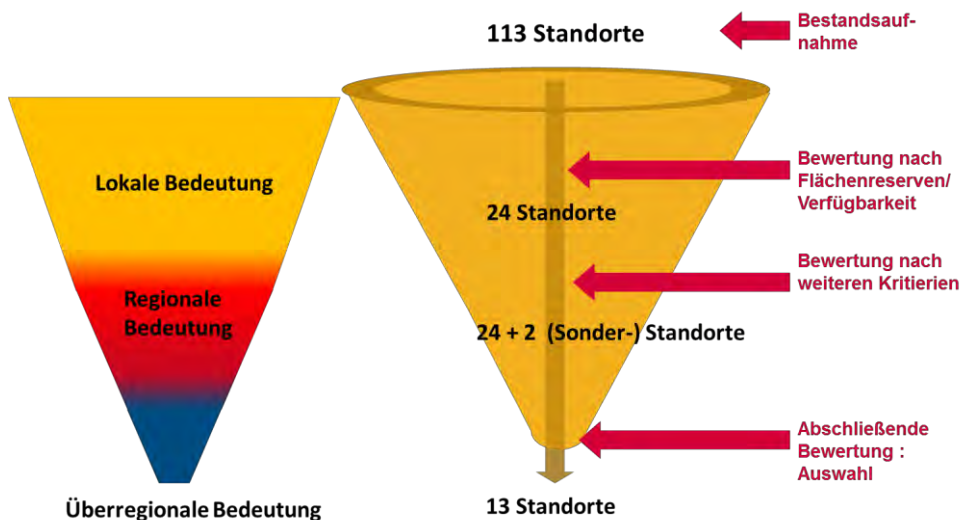 113 Standorte
Bestandsauf-
nahme
Lokale Bedeutung
Bewertung nach
Flächenreserven/
Verfügbarkeit
24 Standorte
Bewertung nach
weiteren Kritierien
Regionale
Bedeutung
24 + 2 (Sonder-) Standorte
Abschließende
Bewertung :
Auswahl
Überregionale Bedeutung
13 Standorte